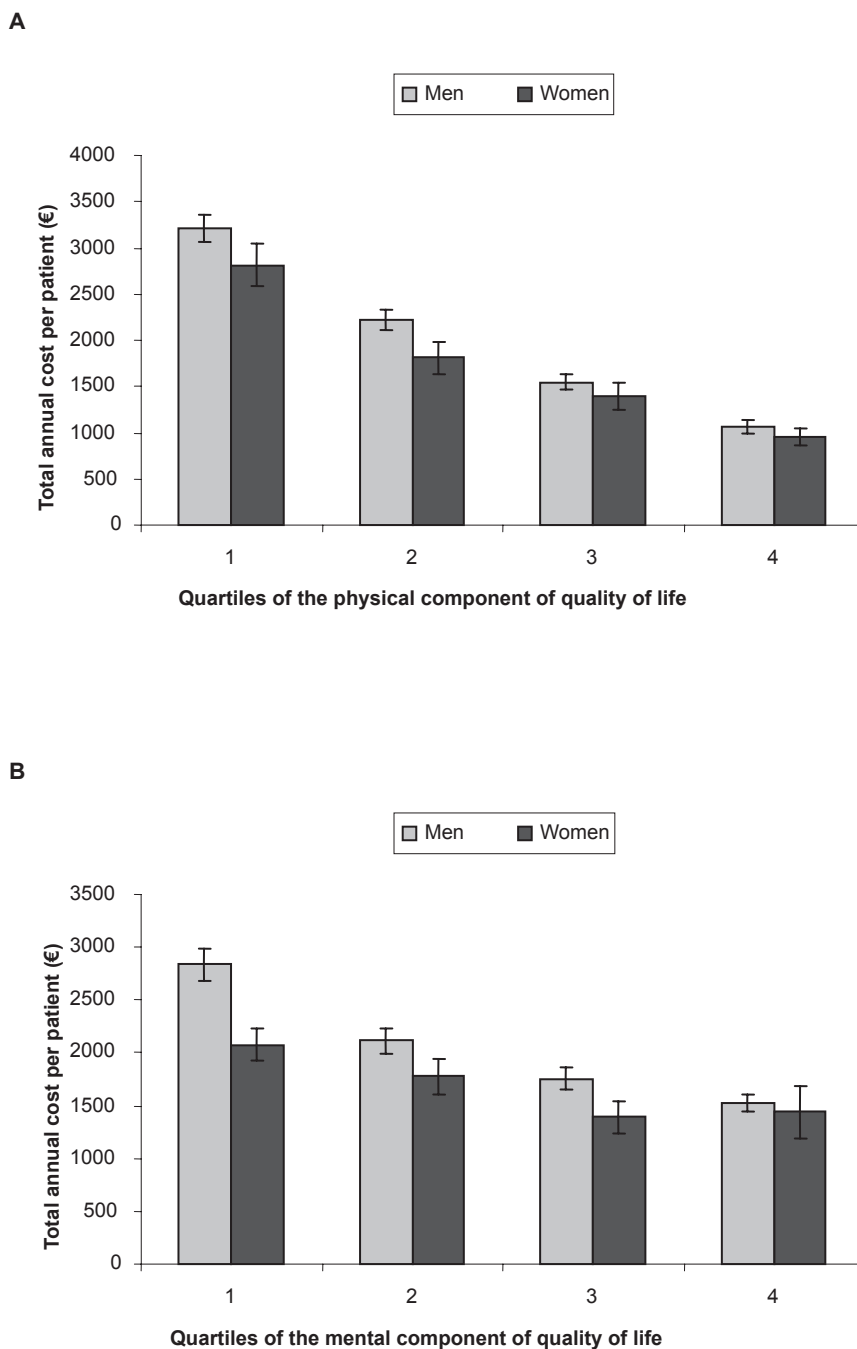 A
Men Women
4000
3500
3000
2500
2000
1500
1000
500
0
Total annual cost per patient (€)
1 2 3 4
Quartiles of the physical component of quality of life
B
Men Women
3500
3000
2500
2000
1500
1000
500
0
Total annual cost per patient (€)
1 2 3 4
Quartiles of the mental component of quality of life